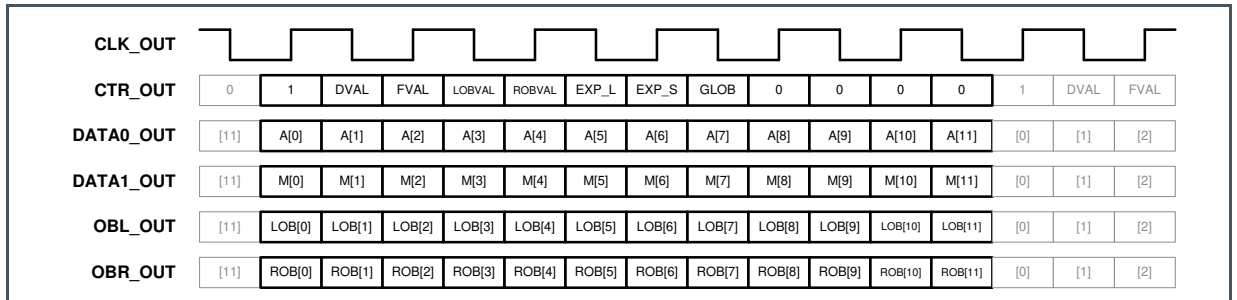 CLK_OUT
CTR_OUT 0 1 DVAL FVAL LOBVAL ROBVAL EXP_L EXP_S GLOB 0 0 0 0 1 DVAL FVAL
DATA0_OUT [11] A[0] A[1] A[2] A[3] A[4] A[5] A[6] A[7] A[8] A[9] A[10] A[11] [0] [1] [2]
DATA1_OUT [11] M[0] M[1] M[2] M[3] M[4] M[5] M[6] M[7] M[8] M[9] M[10] M[11] [0] [1] [2]
OBL_OUT [11] LOB[0] LOB[1] LOB[2] LOB[3] LOB[4] LOB[5] LOB[6] LOB[7] LOB[8] LOB[9] LOB[10] LOB[11] [0] [1] [2]
OBR_OUT [11] ROB[0] ROB[1] ROB[2] ROB[3] ROB[4] ROB[5] ROB[6] ROB[7] ROB[8] ROB[9] ROB[10] ROB[11] [0] [1] [2]